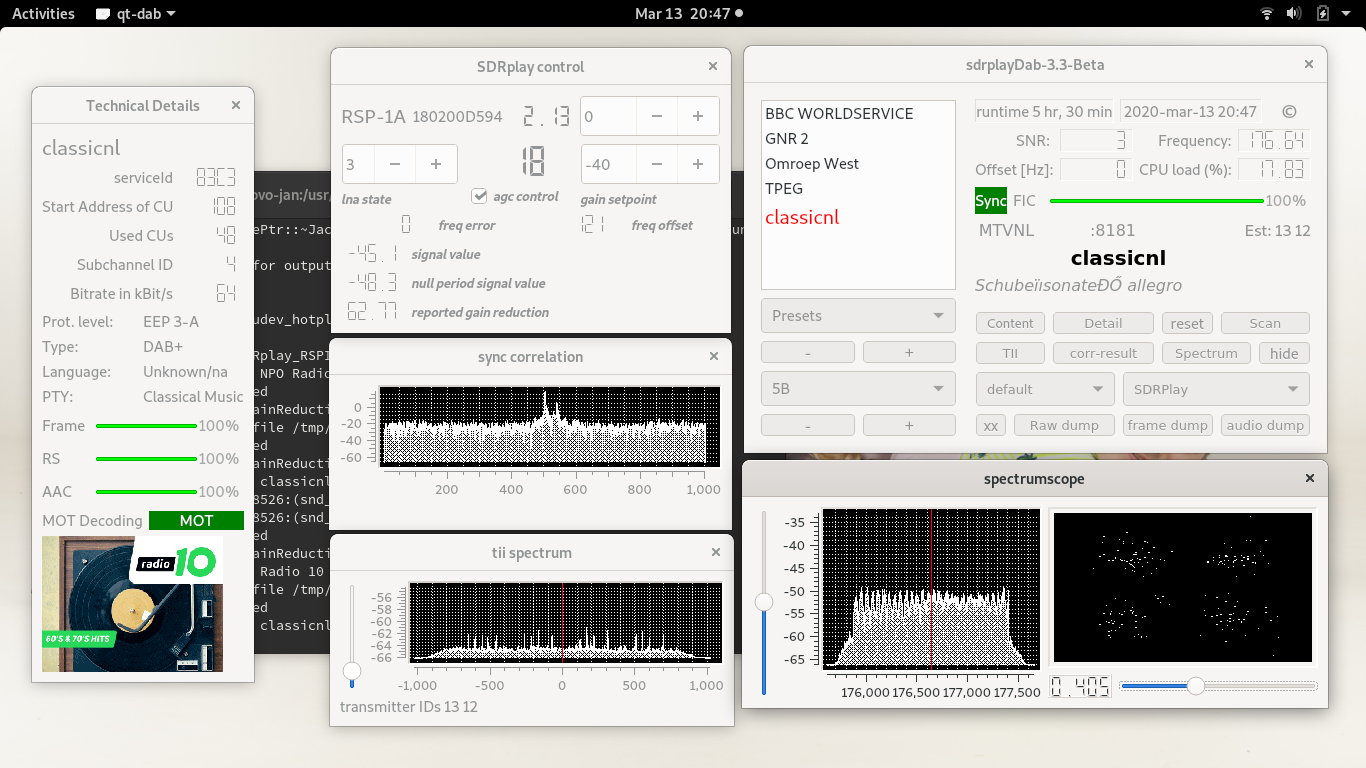 Activities qt-dab Mar 13 20:47
Technical Details
classicnl
serviceId 83C3
Start Address of CU 108
Used CUs 48
Subchannel ID 4
Bitrate in kBit/s 64
Prot. level: EEP 3-A
Type: DAB+
Language: Unknown/na
PTY: Classical Music
Frame 100%
RS 100%
AAC 100%
MOT Decoding MOT
radio 10
60'S & 70'S HITS
SDRplay control
RSP-1A 180200D594 2.13 0 − +
3 − + 18 -40 − +
lna state agc control gain setpoint
0 freq error 121 freq offset
-45.1 signal value
-48.3 null period signal value
62.77 reported gain reduction
ovo-jan:/usr/
ePtr::~Jac
for output
udev_hotpl
Rplay_RSPI
NPO Radio
ed
ainReducti
file /tmp/
ed
ainReducti
classicnl
8526:(snd_
8526:(snd_
ed
ainReducti
Radio 10
file /tmp/
ed
classicnl
sync correlation
0
-20
-40
-60
200 400 600 800 1,000
tii spectrum
-56
-58
-60
-62
-64
-66
-1,000 -500 0 500 1,000
transmitter IDs 13 12
sdrplayDab-3.3-Beta
BBC WORLDSERVICE
GNR 2
Omroep West
TPEG
classicnl
Presets
- +
5B
- +
runtime 5 hr, 30 min 2020-mar-13 20:47 ©
SNR: 3 Frequency: 176.64
Offset [Hz]: 0 CPU load (%): 17.83
Sync FIC 100%
MTVNL :8181 Est: 13 12
classicnl
SchubeïısonateÐŐ allegro
Content Detail reset Scan
TII corr-result Spectrum hide
default SDRPlay
xx Raw dump frame dump audio dump
spectrumscope
-35
-40
-45
-50
-55
-60
-65
176,000 176,500 177,000 177,500
0.405